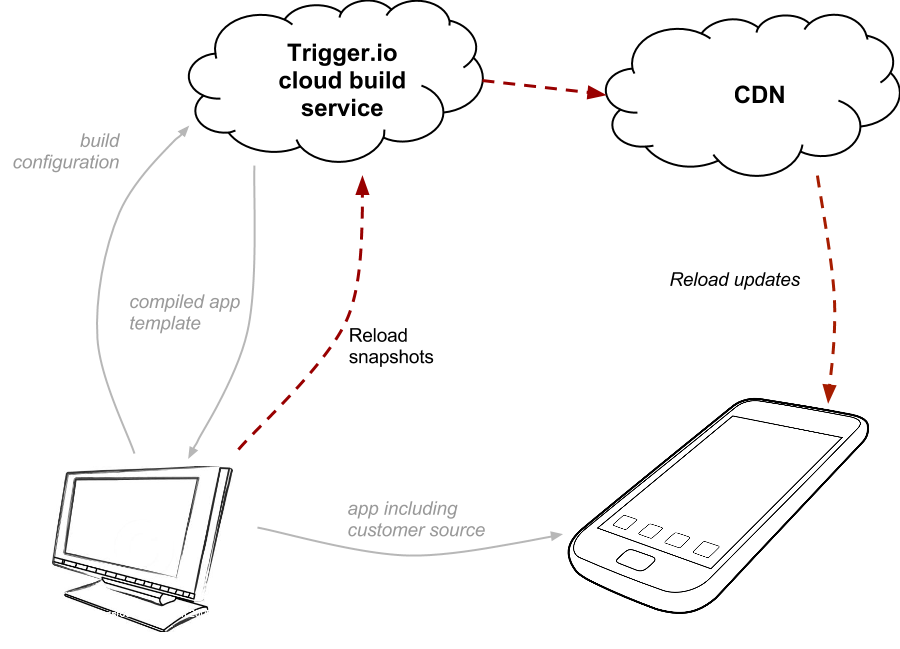 Trigger.io
cloud build
service
CDN
build
configuration
Reload updates
compiled app
template
Reload
snapshots
app including
customer source